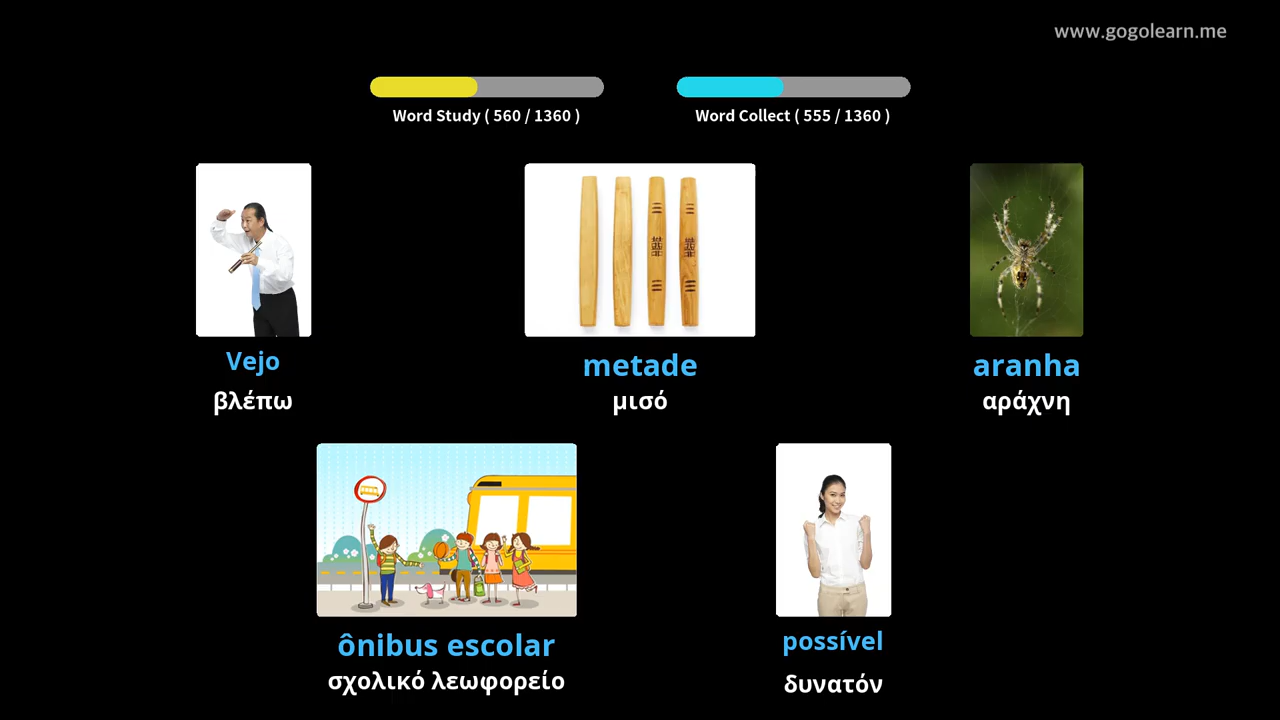 www.gogolearn.me
Word Study ( 560 / 1360 )
Word Collect ( 555 / 1360 )
Vejo
βλέπω
metade
μισό
aranha
αράχνη
ônibus escolar
σχολικό λεωφορείο
possível
δυνατόν